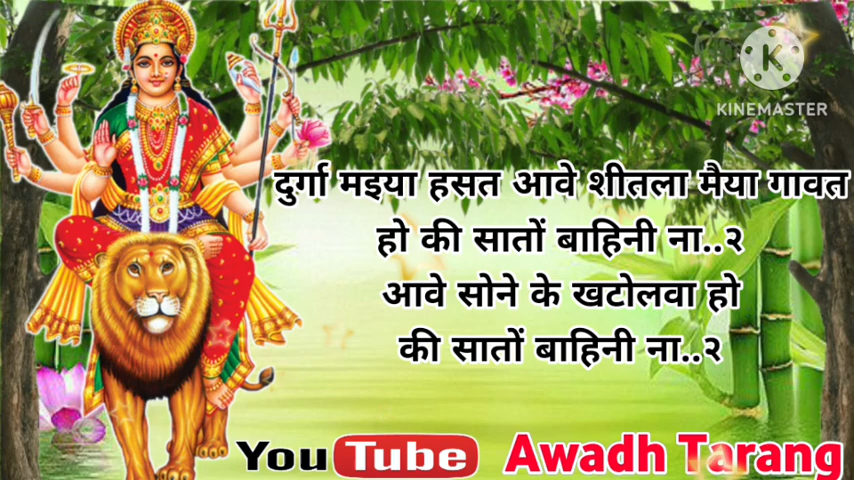 KINEMASTER
दुर्गा मइया हसत आवे शीतला मैया गावत
हो की सातों बाहिनी ना..२
आवे सोने के खटोलवा हो
की सातों बाहिनी ना..२
YouTube Awadh Tarang